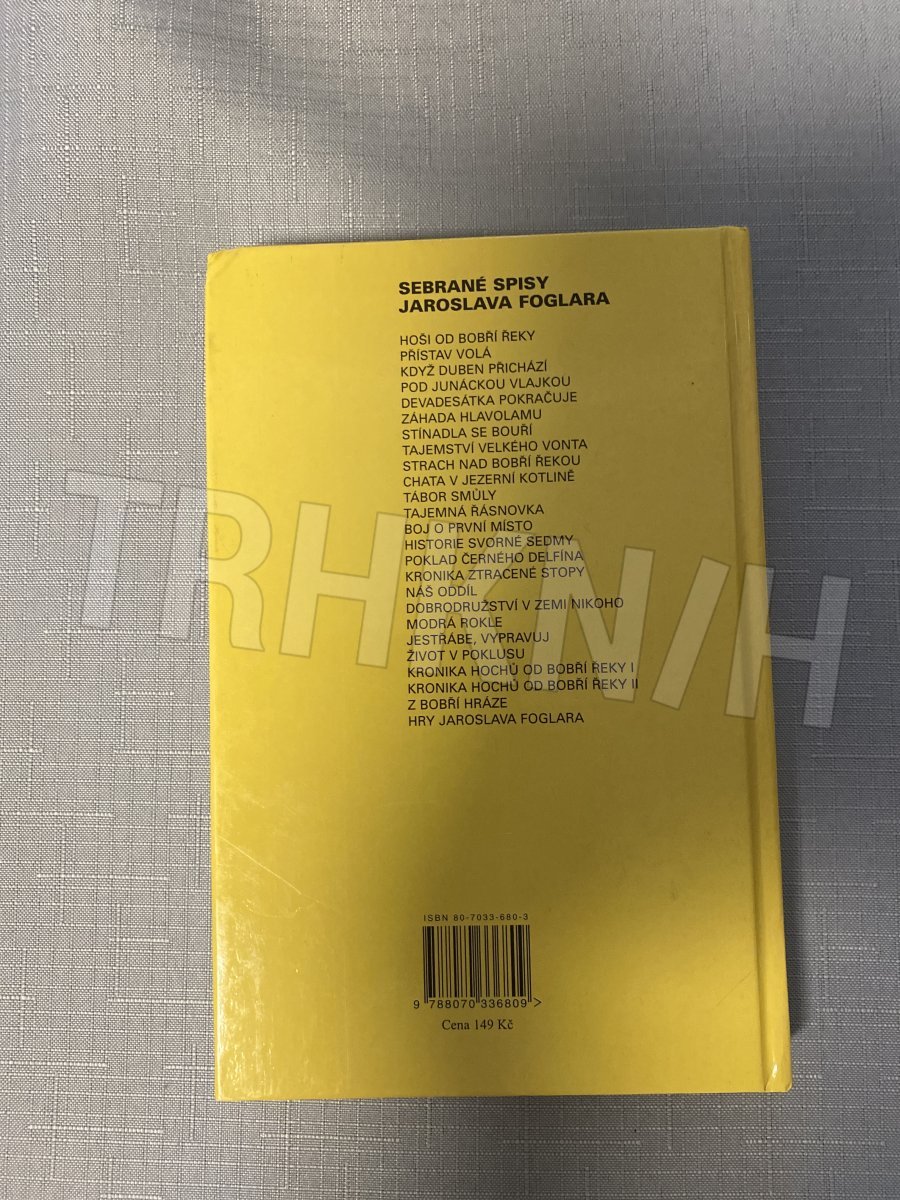 SEBRANÉ SPISY
JAROSLAVA FOGLARA
HOŠI OD BOBŘÍ ŘEKY
PŘÍSTAV VOLÁ
KDYŽ DUBEN PŘICHÁZÍ
POD JUNÁCKOU VLAJKOU
DEVADESÁTKA POKRAČUJE
ZÁHADA HLAVOLAMU
STÍNADLA SE BOUŘÍ
TAJEMSTVÍ VELKÉHO VONTA
STRACH NAD BOBŘÍ ŘEKOU
CHATA V JEZERNÍ KOTLINĚ
TÁBOR SMŮLY
TAJEMNÁ ŘÁSNOVKA
BOJ O PRVNÍ MÍSTO
HISTORIE SVORNÉ SEDMY
POKLAD ČERNÉHO DELFÍNA
KRONIKA ZTRACENÉ STOPY
NÁŠ ODDÍL
DOBRODRUŽSTVÍ V ZEMI NIKOHO
MODRÁ ROKLE
JESTŘÁBE, VYPRAVUJ
ŽIVOT V POKLUSU
KRONIKA HOCHŮ OD BOBŘÍ ŘEKY I
KRONIKA HOCHŮ OD BOBŘÍ ŘEKY II
Z BOBŘÍ HRÁZE
HRY JAROSLAVA FOGLARA
TRHKNIH
ISBN 80-7033-680-3
9 788070 336809 >
Cena 149 Kč